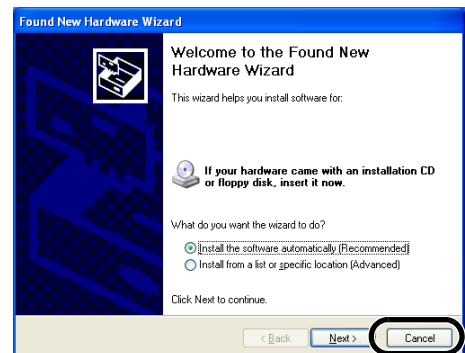 Found New Hardware Wizard
Welcome to the Found New
Hardware Wizard
This wizard helps you install software for:
If your hardware came with an installation CD
or floppy disk, insert it now.
What do you want the wizard to do?
Install the software automatically (Recommended)
Install from a list or specific location (Advanced)
Click Next to continue.
< Back Next > Cancel